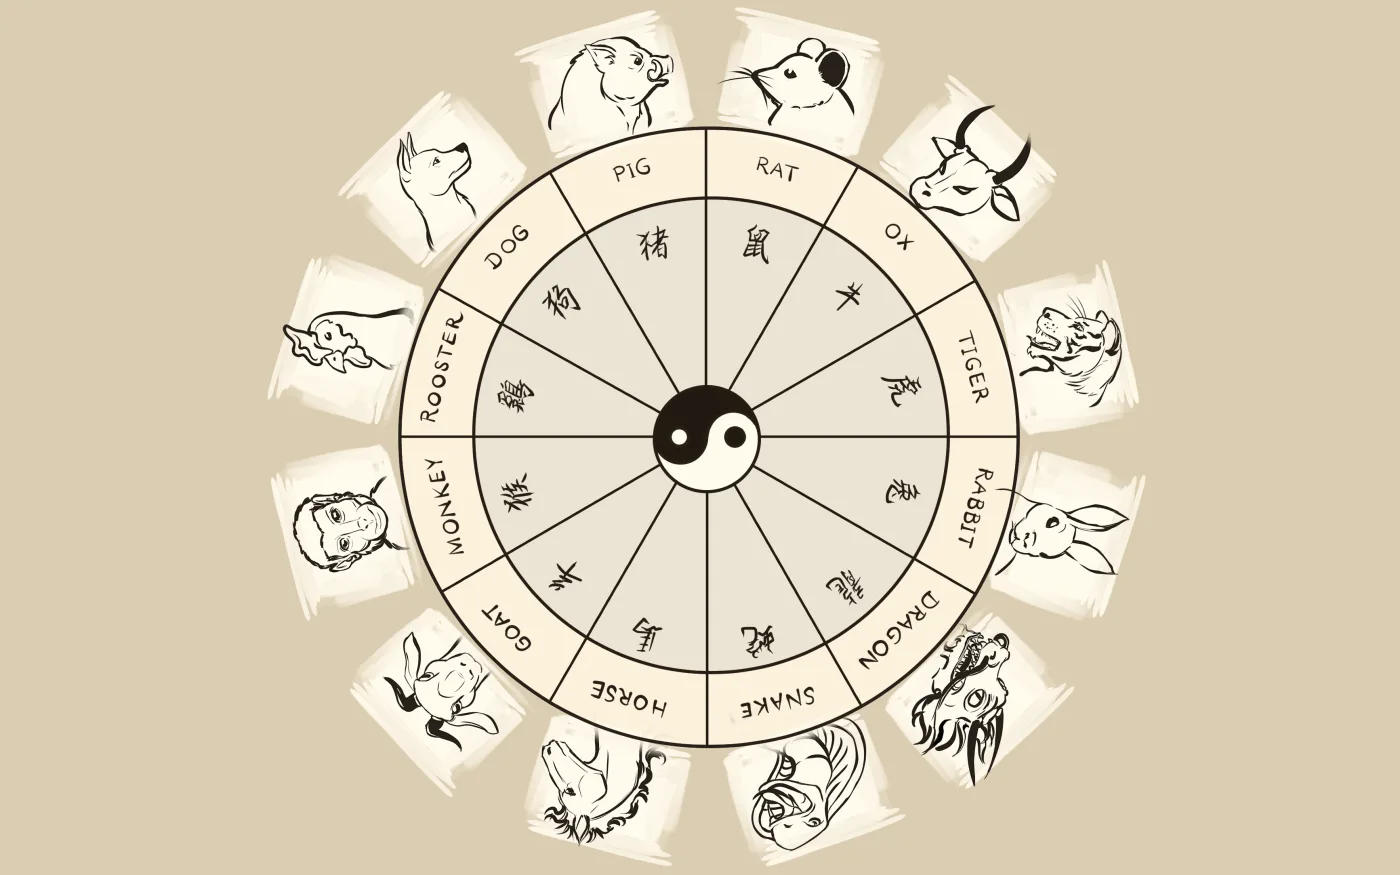 RAT
OX
TIGER
RABBIT
DRAGON
SNAKE
HORSE
GOAT
MONKEY
ROOSTER
DOG
PIG
鼠
牛
虎
兔
龍
蛇
馬
羊
猴
鷄
狗
猪